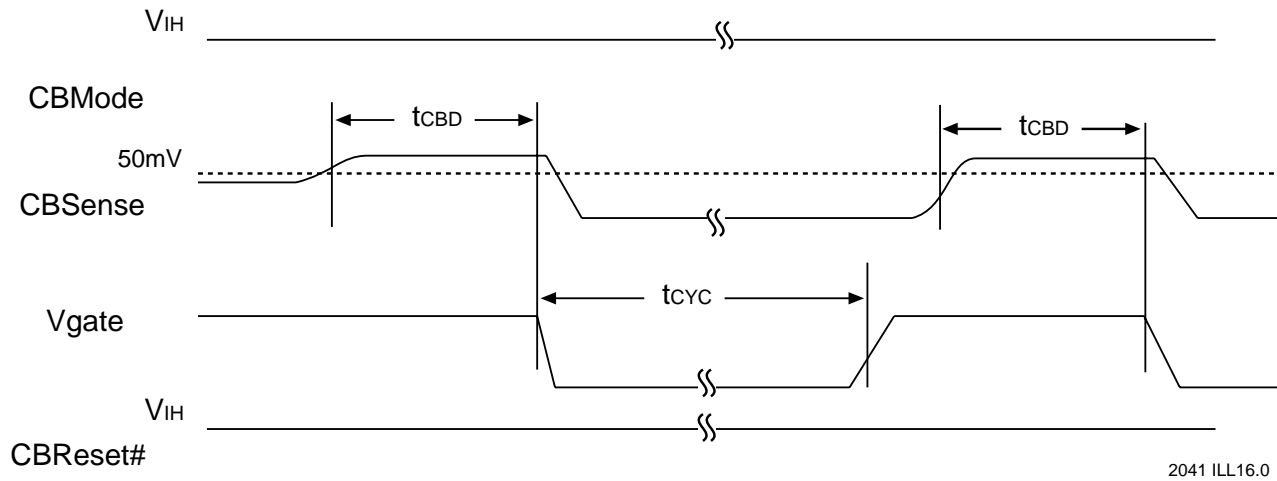 VIH
CBMode
tCBD
tCBD
50mV
CBSense
tCYC
Vgate
VIH
CBReset#
2041 ILL16.0